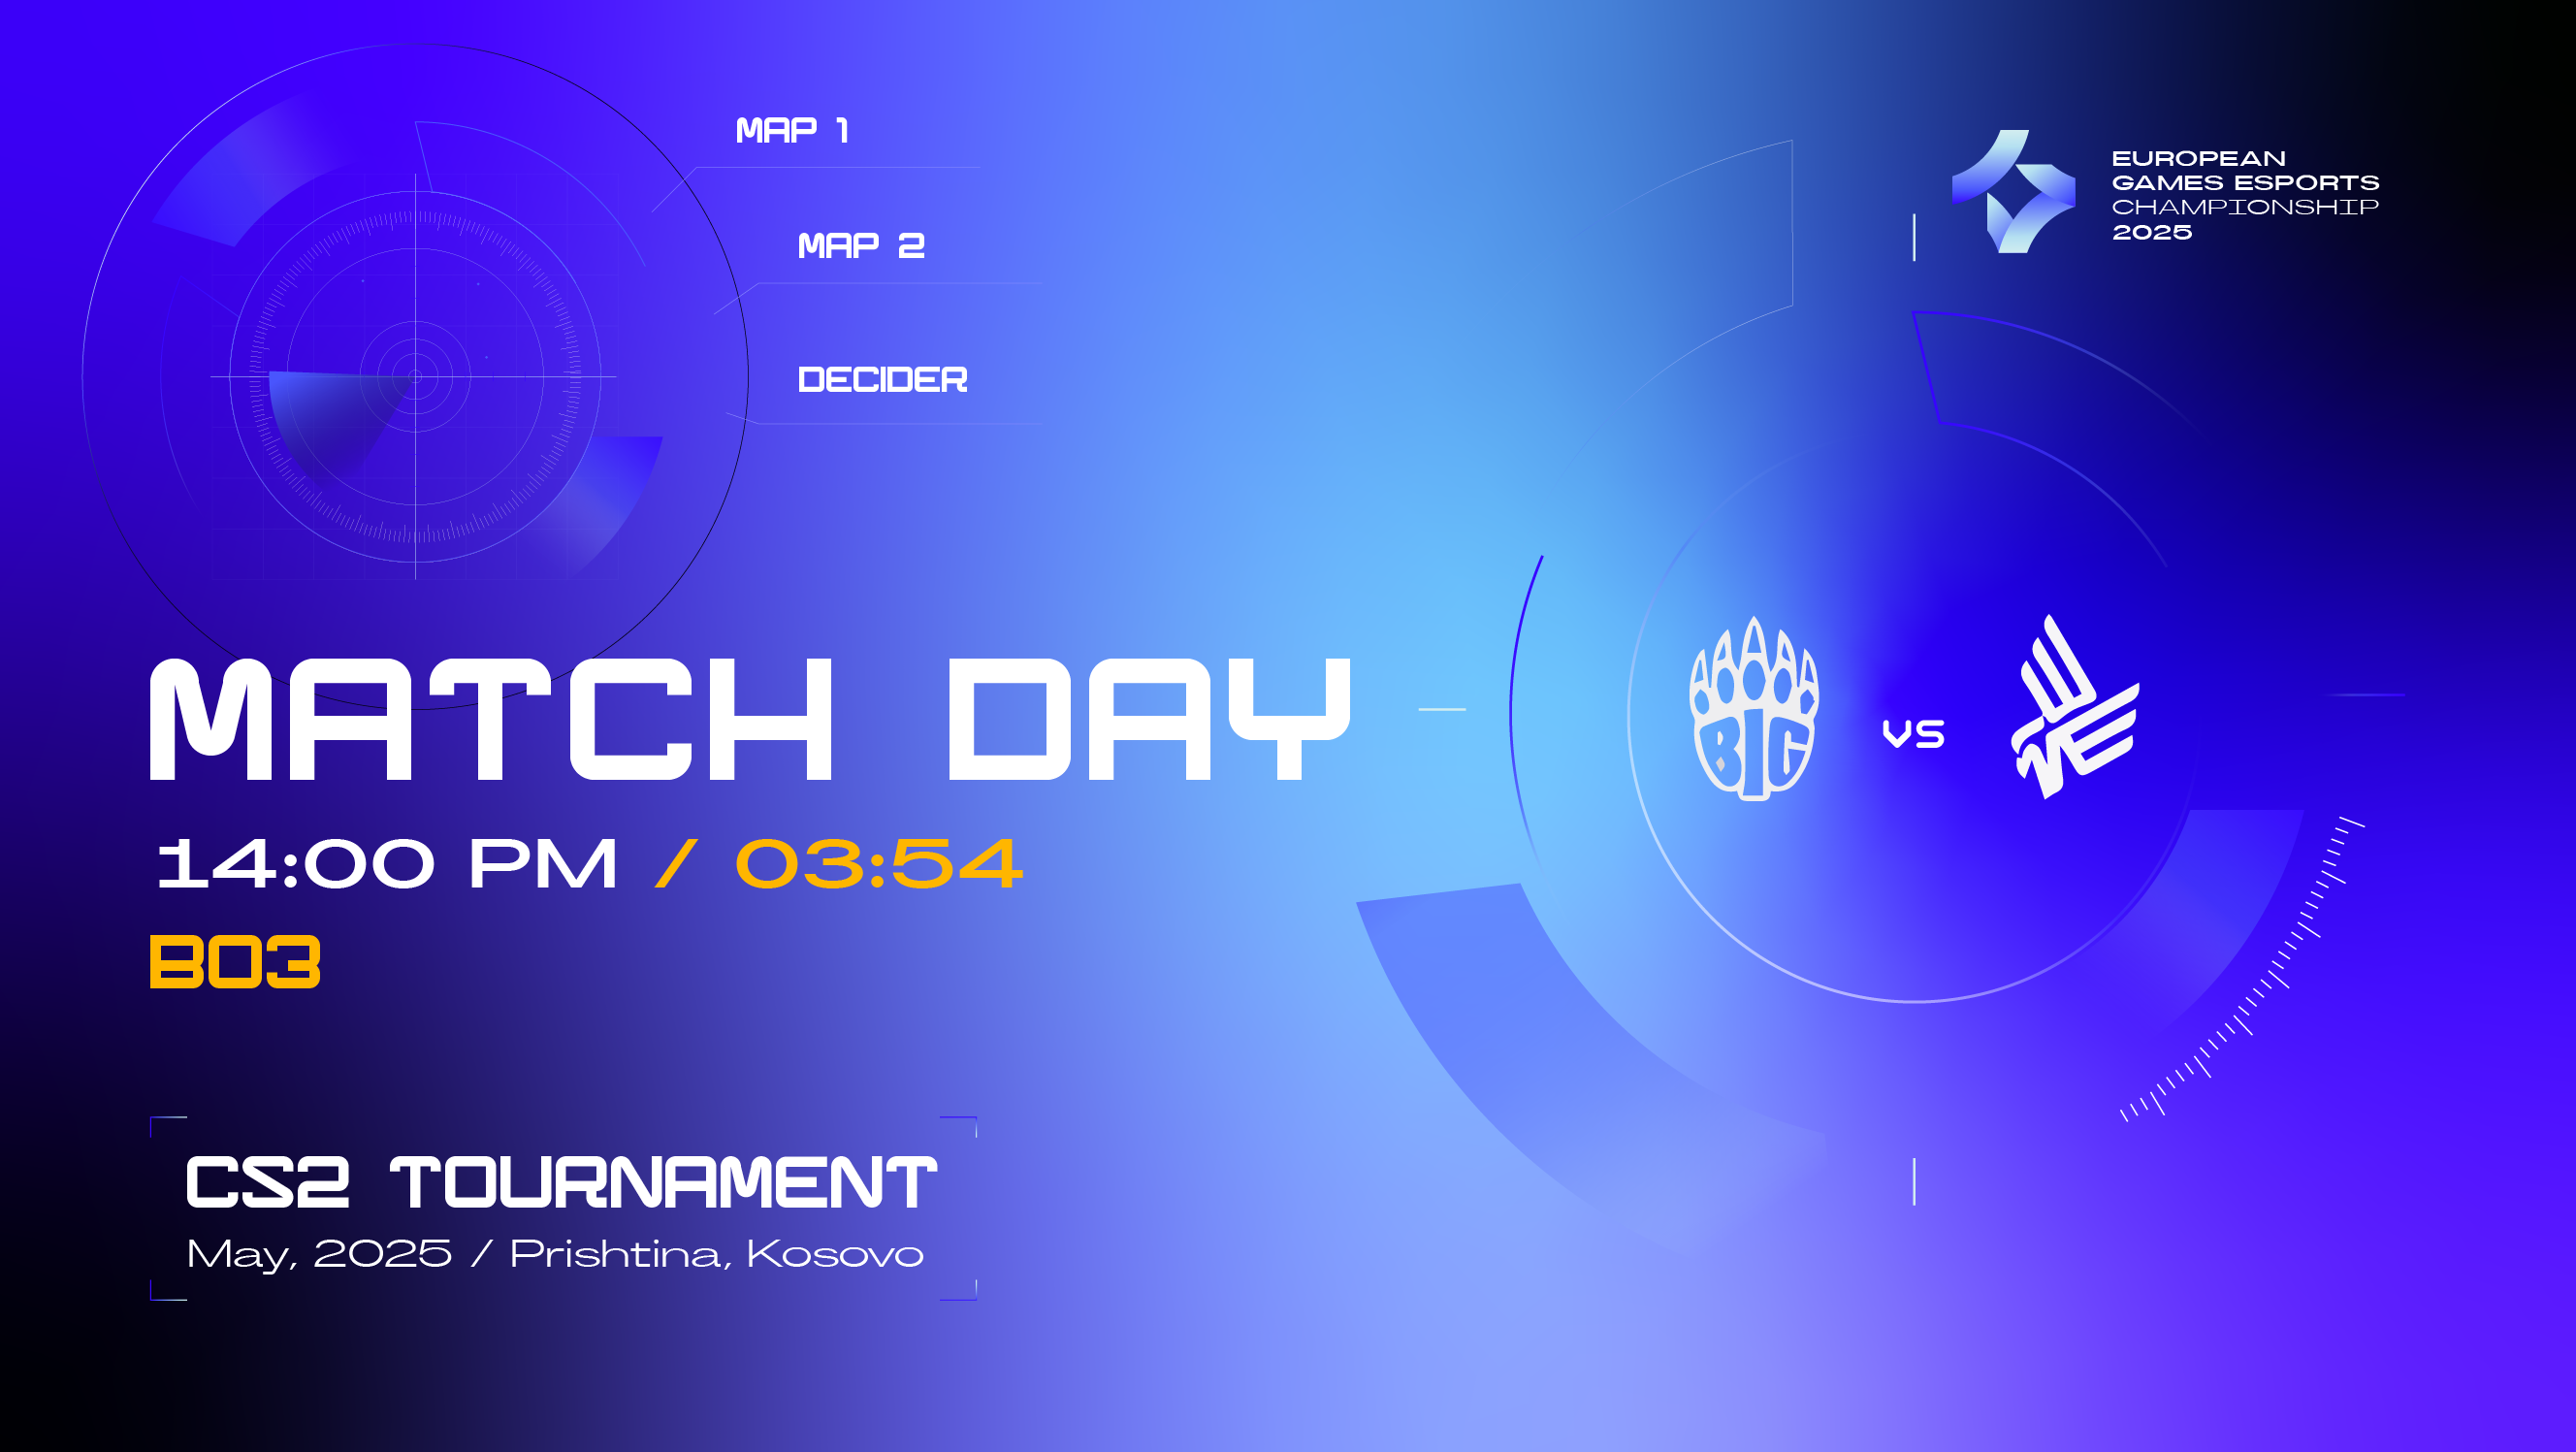 MAP 1
MAP 2
DECIDER
EUROPEAN
GAMES ESPORTS
CHAMPIONSHIP
2025
MATCH DAY
BIG
VS
14:00 PM / 03:54
BO3
CS2 TOURNAMENT
May, 2025 / Prishtina, Kosovo